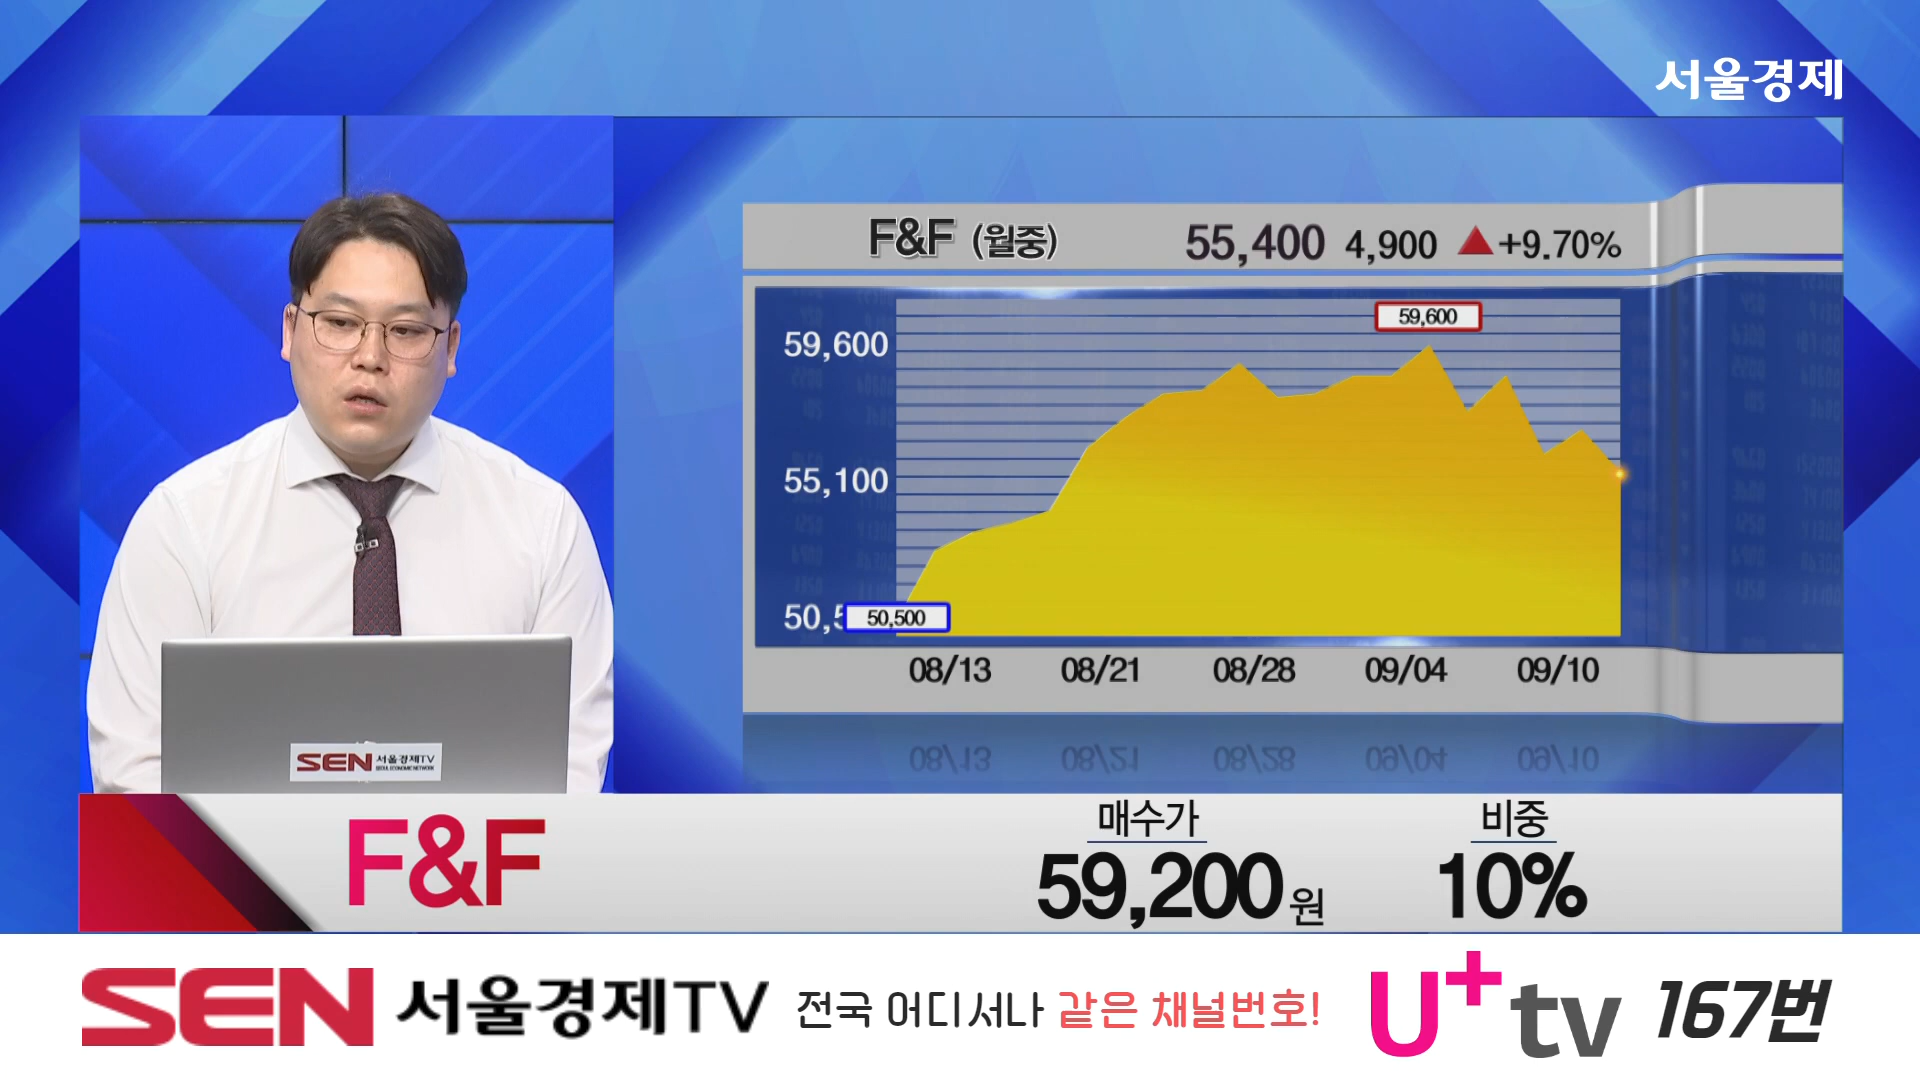 서울경제
F&F (월중) 55,400 4,900 ▲+9.70%
59,600
59,600
55,100
50,500
08/13 08/21 08/28 09/04 09/10
SEN 서울경제TV
SEOUL ECONOMIC NETWORK
F&F
매수가
59,200원
비중
10%
SEN 서울경제TV 전국 어디서나 같은 채널번호! U+tv 167번